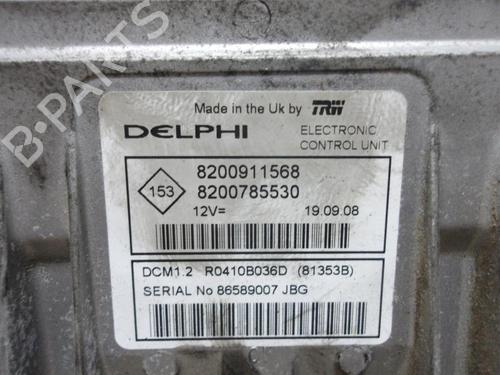 B-PARTS
Made in the Uk by TRW
DELPHI ELECTRONIC CONTROL UNIT
153
8200911568
8200785530
12V= 19.09.08
DCM1.2 R0410B036D (81353B)
SERIAL No 86589007 JBG